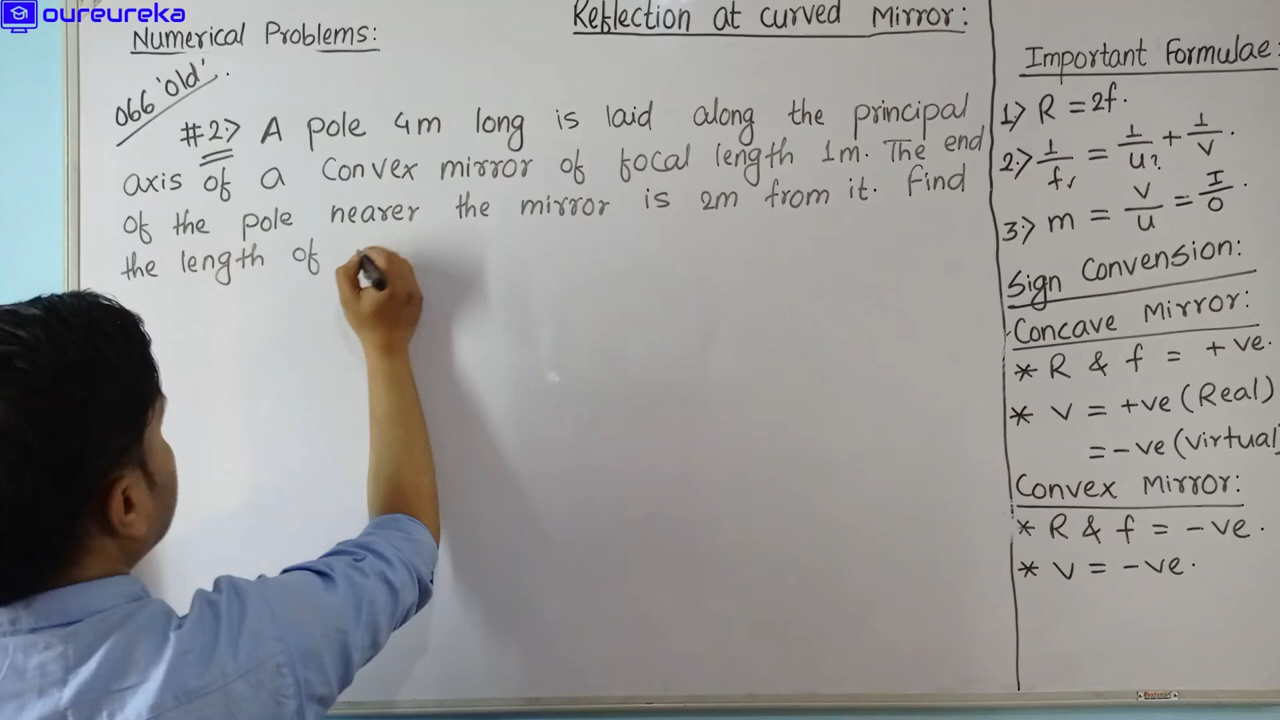 oureureka
Reflection at curved Mirror:
Numerical Problems:
066 'old'.
#2:> A pole 4m long is laid along the principal
axis of a Convex mirror of focal length 1m. The end
of the pole nearer the mirror is 2m from it. Find
the length of
Important Formulae:
1:> R = 2f.
2:> 1/f = 1/u + 1/v.
3:> m = v/u = I/O.
Sign Convension:
Concave Mirror:
* R & f = +ve.
* v = +ve (Real)
= -ve (virtual)
Convex Mirror:
* R & f = -ve.
* v = -ve.